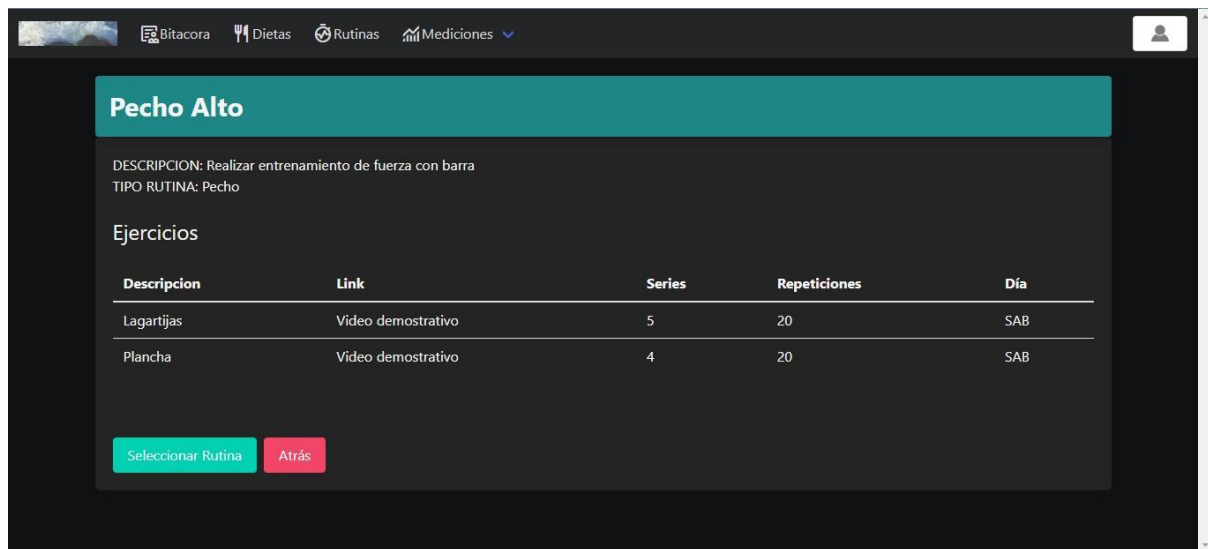 Bitacora Dietas Rutinas Mediciones
Pecho Alto
DESCRIPCION: Realizar entrenamiento de fuerza con barra
TIPO RUTINA: Pecho
Ejercicios
Descripcion Link Series Repeticiones Día
Lagartijas Video demostrativo 5 20 SAB
Plancha Video demostrativo 4 20 SAB
Seleccionar Rutina Atrás